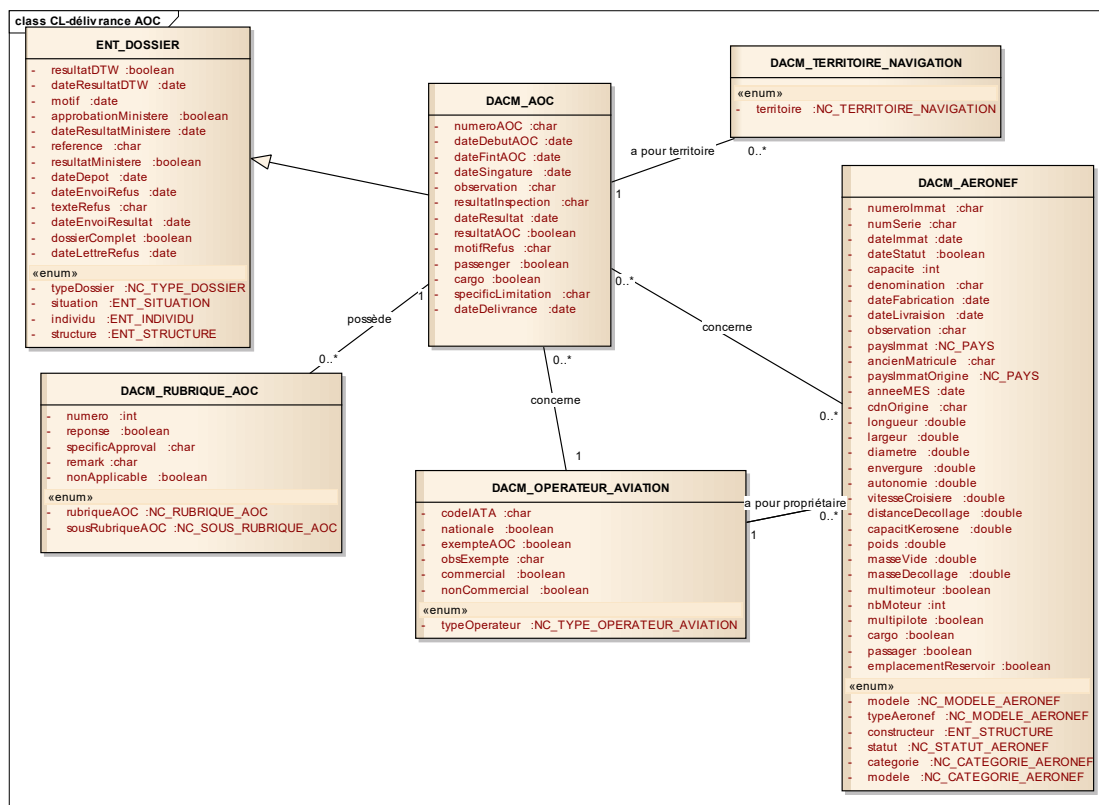 class CL-délivrance AOC
ENT_DOSSIER
- resultatDTW :boolean
- dateResultatDTW :date
- motif :date
- approbationMinistere :boolean
- dateResultatMinistere :date
- reference :char
- resultatMinistere :boolean
- dateDepot :date
- dateEnvoiRefus :date
- texteRefus :char
- dateEnvoiResultat :date
- dossierComplet :boolean
- dateLettreRefus :date
«enum»
- typeDossier :NC_TYPE_DOSSIER
- situation :ENT_SITUATION
- individu :ENT_INDIVIDU
- structure :ENT_STRUCTURE
DACM_AOC
- numeroAOC :char
- dateDebutAOC :date
- dateFintAOC :date
- dateSingature :date
- observation :char
- resultatInspection :char
- dateResultat :date
- resultatAOC :boolean
- motifRefus :char
- passenger :boolean
- cargo :boolean
- specificLimitation :char
- dateDelivrance :date
DACM_TERRITOIRE_NAVIGATION
«enum»
- territoire :NC_TERRITOIRE_NAVIGATION
a pour territoire
0..*
1
DACM_AERONEF
- numeroImmat :char
- numSerie :char
- dateImmat :date
- dateStatut :boolean
- capacite :int
- denomination :char
- dateFabrication :date
- dateLivraision :date
- observation :char
- paysImmat :NC_PAYS
- ancienMatricule :char
- paysImmatOrigine :NC_PAYS
- anneeMES :date
- cdnOrigine :char
- longueur :double
- largeur :double
- diametre :double
- envergure :double
- autonomie :double
- vitesseCroisiere :double
- distanceDecollage :double
- capacitKerosene :double
- poids :double
- masseVide :double
- masseDecollage :double
- multimoteur :boolean
- nbMoteur :int
- multipilote :boolean
- cargo :boolean
- passager :boolean
- emplacementReservoir :boolean
«enum»
- modele :NC_MODELE_AERONEF
- typeAeronef :NC_MODELE_AERONEF
- constructeur :ENT_STRUCTURE
- statut :NC_STATUT_AERONEF
- categorie :NC_CATEGORIE_AERONEF
- modele :NC_CATEGORIE_AERONEF
0..*
concerne
0..*
1
possède
0..*
DACM_RUBRIQUE_AOC
- numero :int
- reponse :boolean
- specificApproval :char
- remark :char
- nonApplicable :boolean
«enum»
- rubriqueAOC :NC_RUBRIQUE_AOC
- sousRubriqueAOC :NC_SOUS_RUBRIQUE_AOC
0..*
concerne
1
DACM_OPERATEUR_AVIATION
- codeIATA :char
- nationale :boolean
- exempteAOC :boolean
- obsExempte :char
- commercial :boolean
- nonCommercial :boolean
«enum»
- typeOperateur :NC_TYPE_OPERATEUR_AVIATION
a pour propriétaire
0..*
1